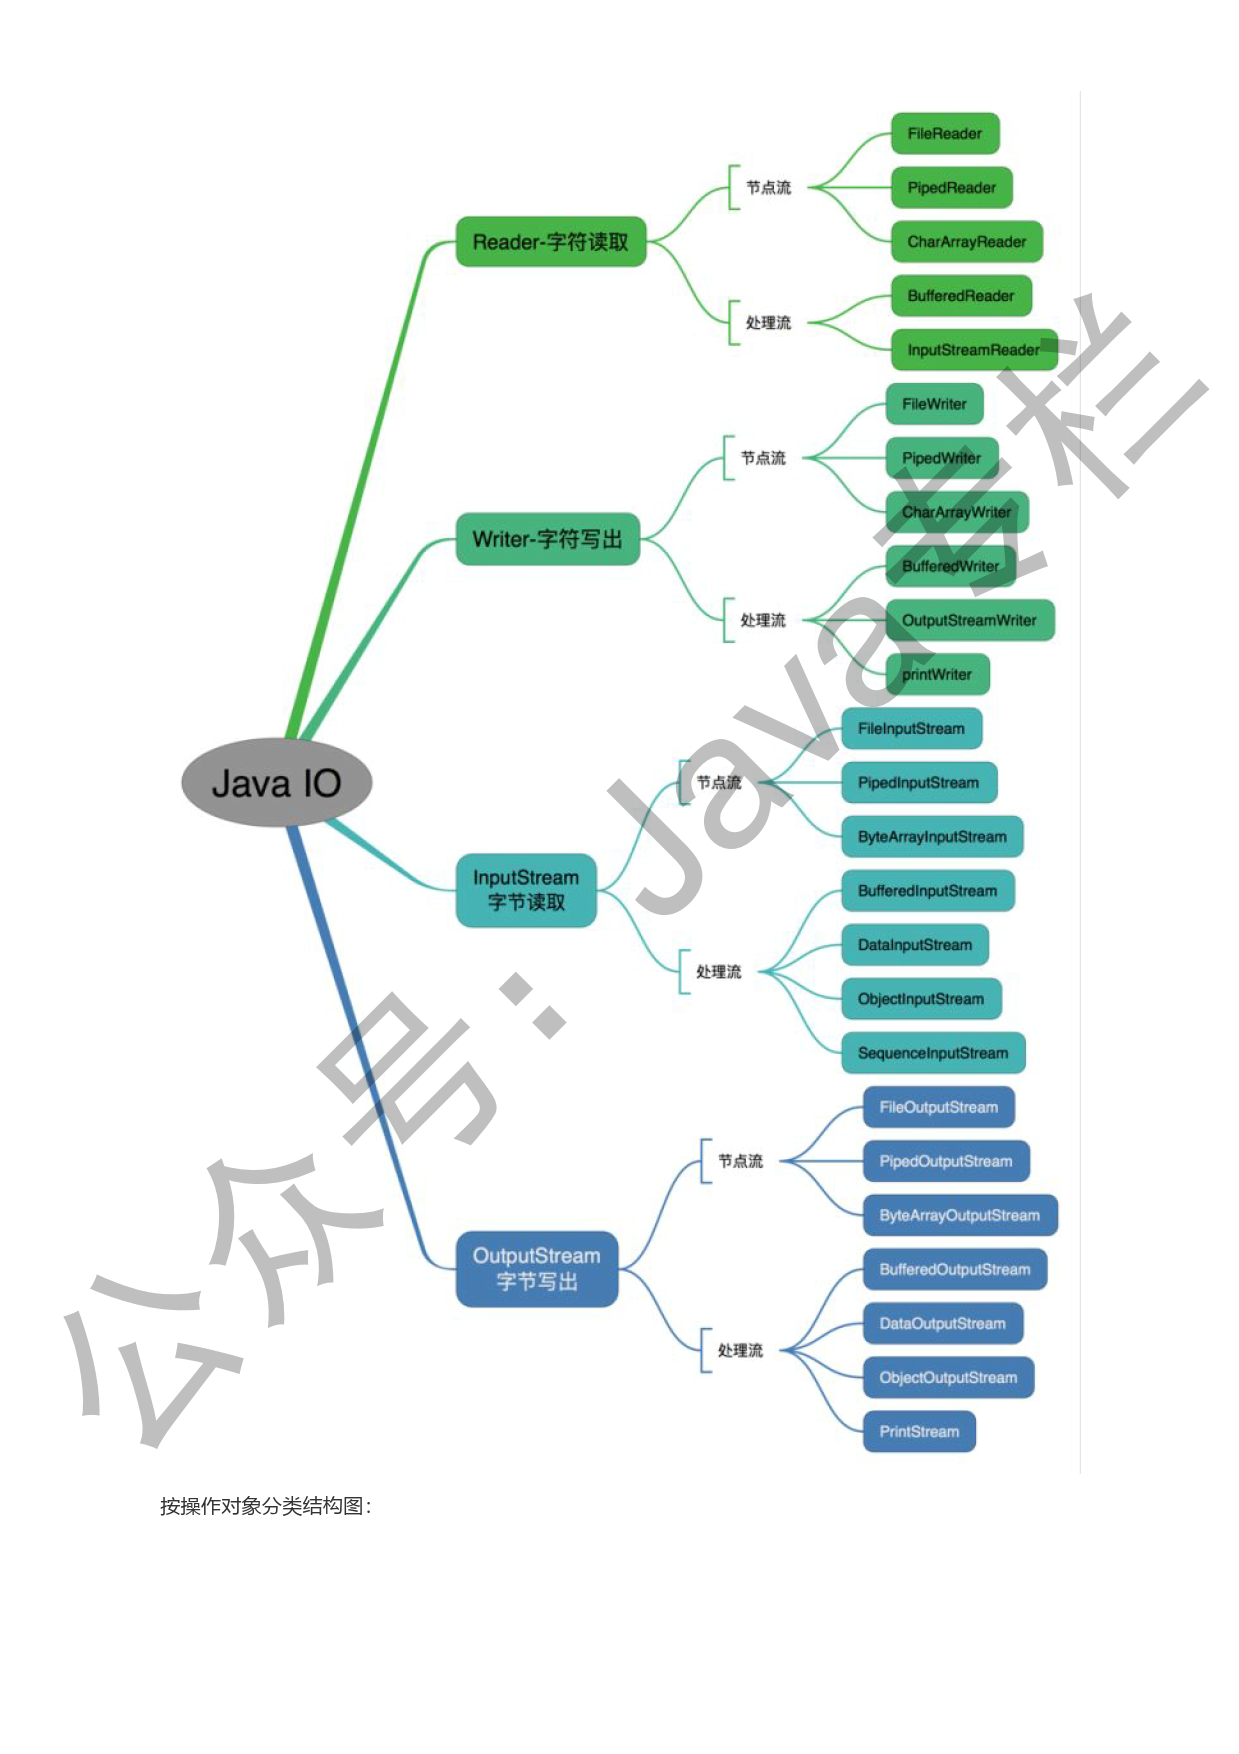 FileReader
节点流
PipedReader
Reader-字符读取
CharArrayReader
BufferedReader
处理流
InputStreamReader
FileWriter
节点流
PipedWriter
CharArrayWriter
Writer-字符写出
BufferedWriter
处理流
OutputStreamWriter
printWriter
Java IO
FileInputStream
节点流
PipedInputStream
ByteArrayInputStream
InputStream
字节读取
BufferedInputStream
DataInputStream
处理流
ObjectInputStream
SequenceInputStream
FileOutputStream
节点流
PipedOutputStream
ByteArrayOutputStream
OutputStream
字节写出
BufferedOutputStream
DataOutputStream
处理流
ObjectOutputStream
PrintStream
公众号：Java专栏
按操作对象分类结构图：